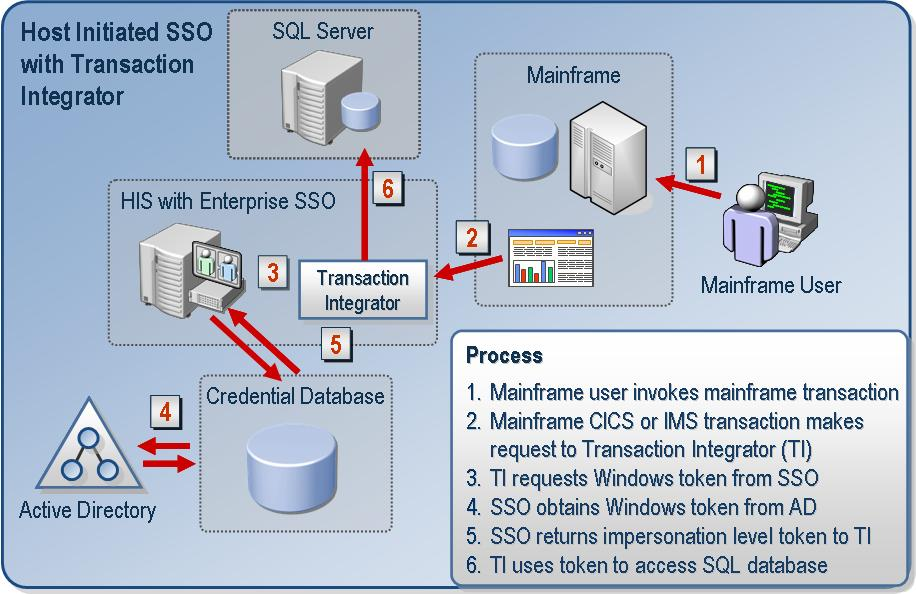 Host Initiated SSO
with Transaction
Integrator
SQL Server
Mainframe
6
1
HIS with Enterprise SSO
2
3
Transaction
Integrator
Mainframe User
5
Credential Database
4
Active Directory
Process
1. Mainframe user invokes mainframe transaction
2. Mainframe CICS or IMS transaction makes
request to Transaction Integrator (TI)
3. TI requests Windows token from SSO
4. SSO obtains Windows token from AD
5. SSO returns impersonation level token to TI
6. TI uses token to access SQL database